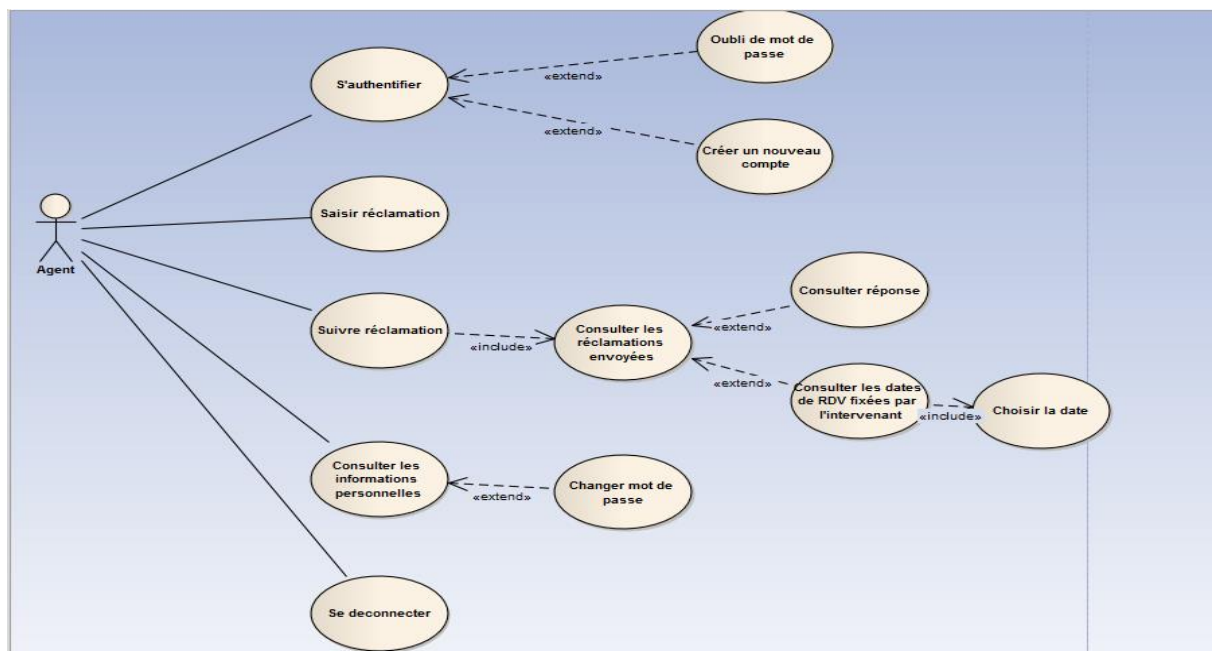 Oubli de mot de
passe
S'authentifier
«extend»
«extend»
Créer un nouveau
compte
Saisir réclamation
Agent
Consulter réponse
Suivre réclamation
«include»
Consulter les
réclamations
envoyées
«extend»
«extend»
Consulter les dates
de RDV fixées par
l'intervenant
«include»
Choisir la date
Consulter les
informations
personnelles
«extend»
Changer mot de
passe
Se deconnecter